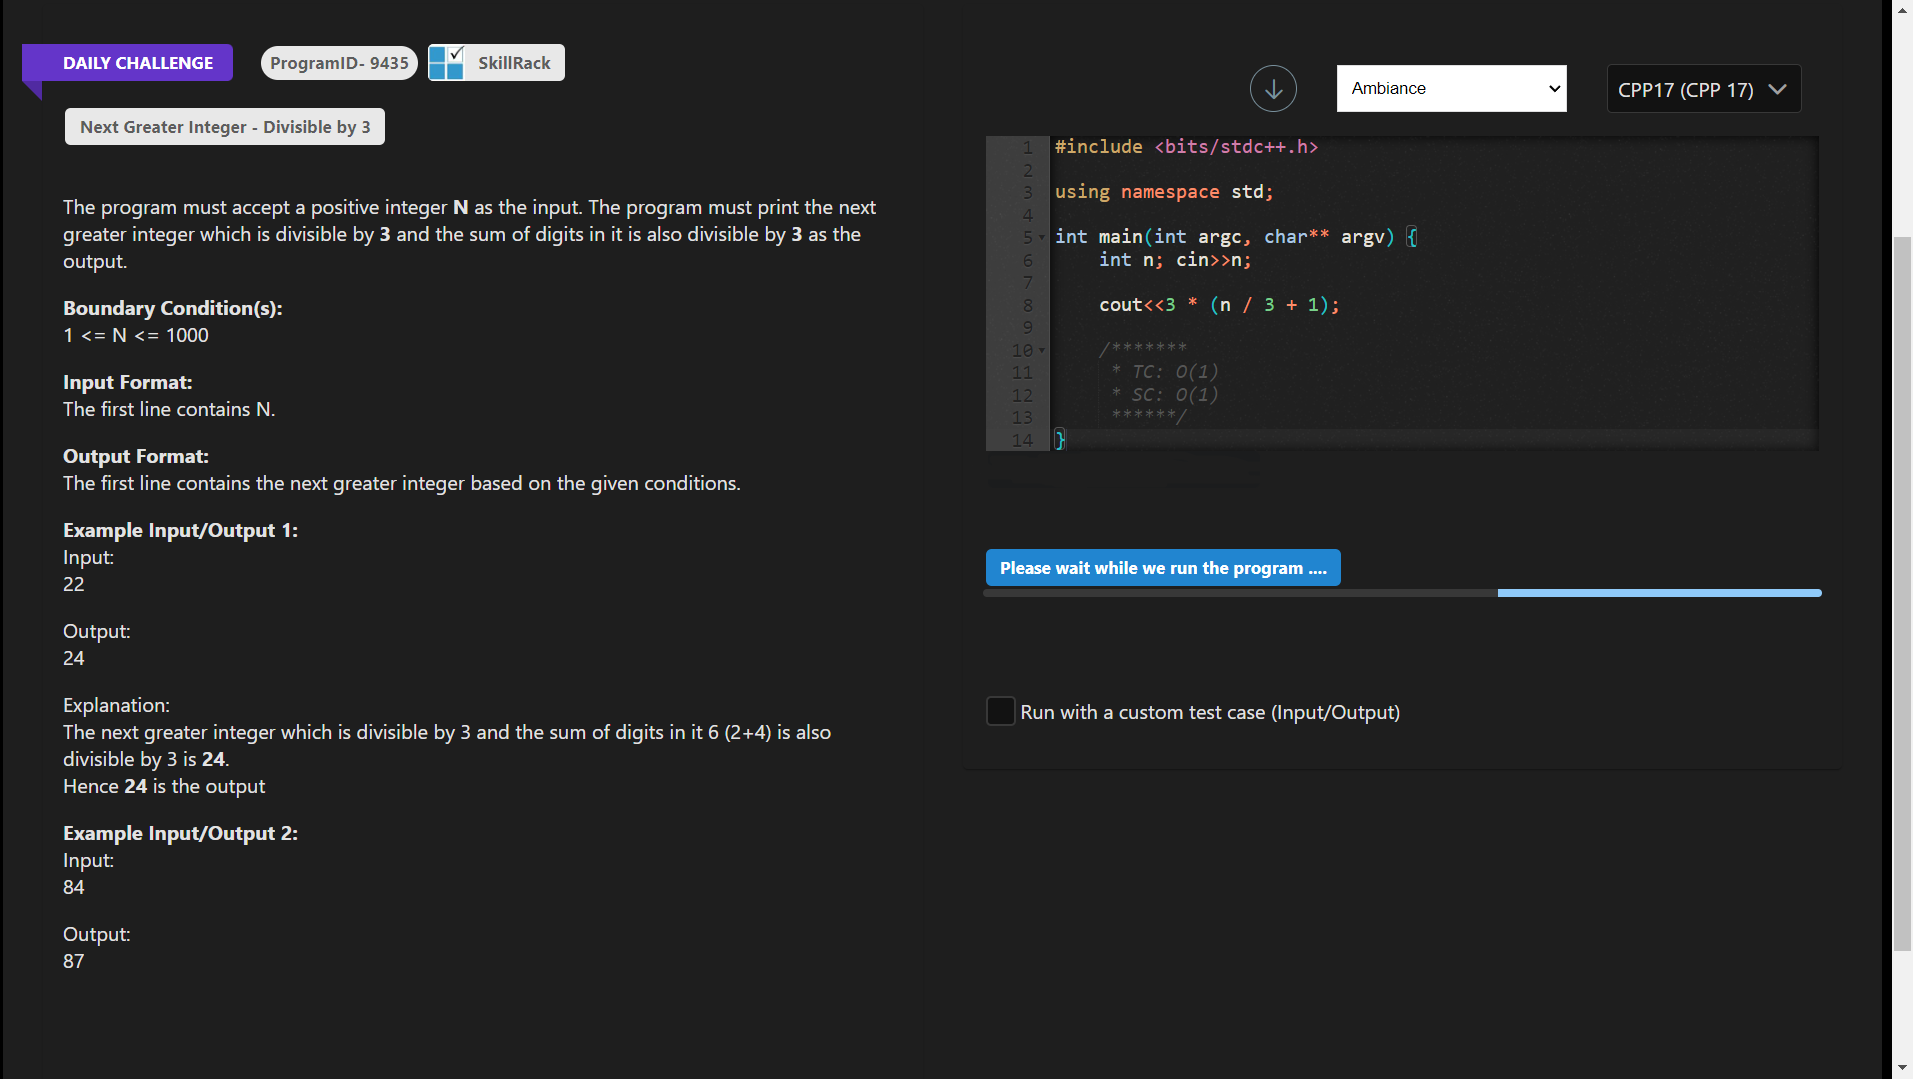 DAILY CHALLENGE
ProgramID- 9435
SkillRack
Next Greater Integer - Divisible by 3
The program must accept a positive integer N as the input. The program must print the next
greater integer which is divisible by 3 and the sum of digits in it is also divisible by 3 as the
output.
Boundary Condition(s):
1 <= N <= 1000
Input Format:
The first line contains N.
Output Format:
The first line contains the next greater integer based on the given conditions.
Example Input/Output 1:
Input:
22
Output:
24
Explanation:
The next greater integer which is divisible by 3 and the sum of digits in it 6 (2+4) is also
divisible by 3 is 24.
Hence 24 is the output
Example Input/Output 2:
Input:
84
Output:
87
Ambiance
CPP17 (CPP 17)
1 #include <bits/stdc++.h>
2
3 using namespace std;
4
5 int main(int argc, char** argv) {
6     int n; cin>>n;
7
8     cout<<3 * (n / 3 + 1);
9
10     /*******
11      * TC: O(1)
12      * SC: O(1)
13      ******/
14 }
Please wait while we run the program ....
Run with a custom test case (Input/Output)